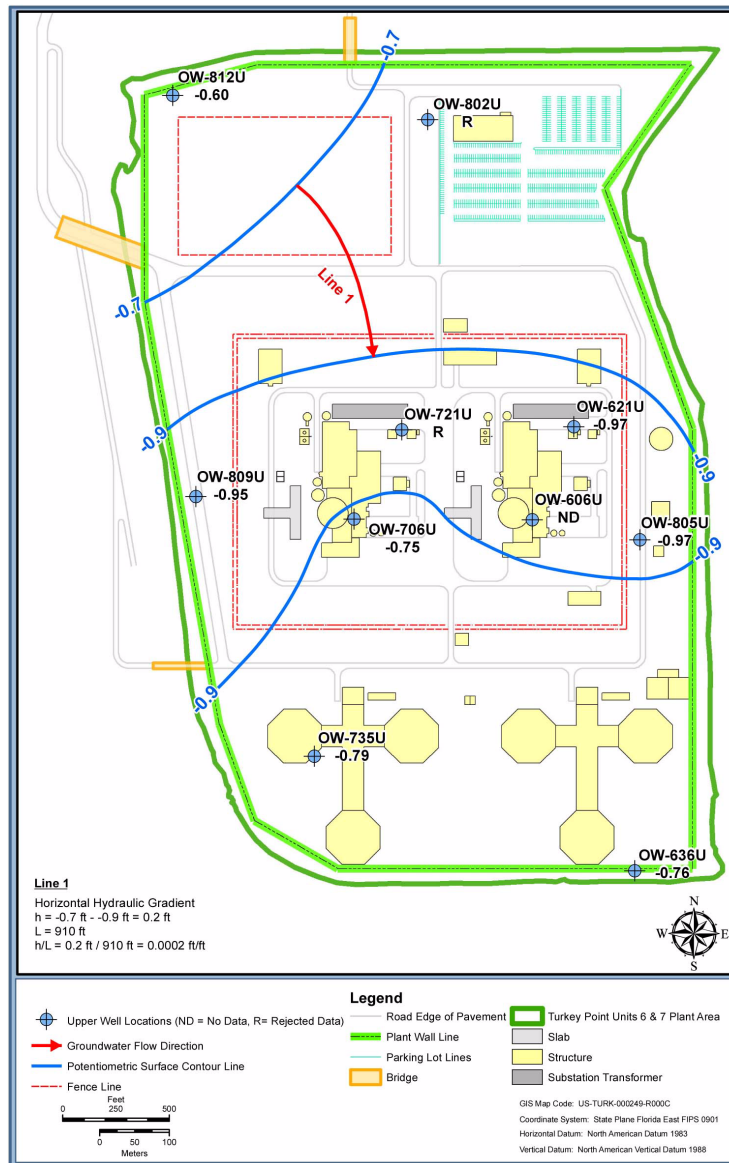 -0.7
OW-812U
-0.60
OW-802U
R
-0.7
Line 1
OW-721U
R
OW-621U
-0.97
-0.9
-0.9
OW-809U
-0.95
OW-706U
-0.75
OW-606U
ND
OW-805U
-0.97
-0.9
-0.9
OW-735U
-0.79
OW-636U
-0.76
Line 1
Horizontal Hydraulic Gradient
h = -0.7 ft - -0.9 ft = 0.2 ft
L = 910 ft
h/L = 0.2 ft / 910 ft = 0.0002 ft/ft
N
W E
S
Legend
Upper Well Locations (ND = No Data, R= Rejected Data)
Groundwater Flow Direction
Potentiometric Surface Contour Line
Fence Line
Feet
0 250 500
0 50 100
Meters
Road Edge of Pavement
Plant Wall Line
Parking Lot Lines
Bridge
Turkey Point Units 6 & 7 Plant Area
Slab
Structure
Substation Transformer
GIS Map Code: US-TURK-000249-R000C
Coordinate System: State Plane Florida East FIPS 0901
Horizontal Datum: North American Datum 1983
Vertical Datum: North American Vertical Datum 1988